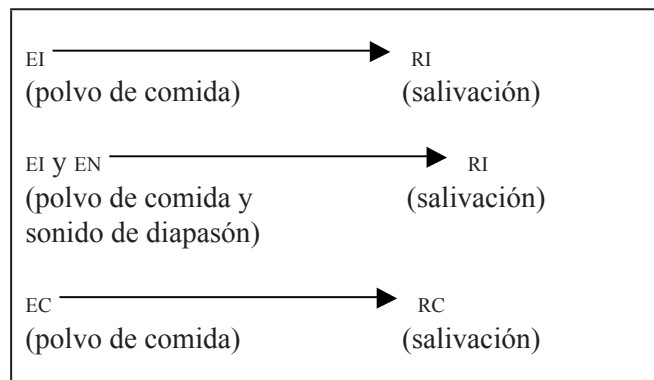 EI RI
(polvo de comida) (salivación)
EI y EN RI
(polvo de comida y (salivación)
sonido de diapasón)
EC RC
(polvo de comida) (salivación)